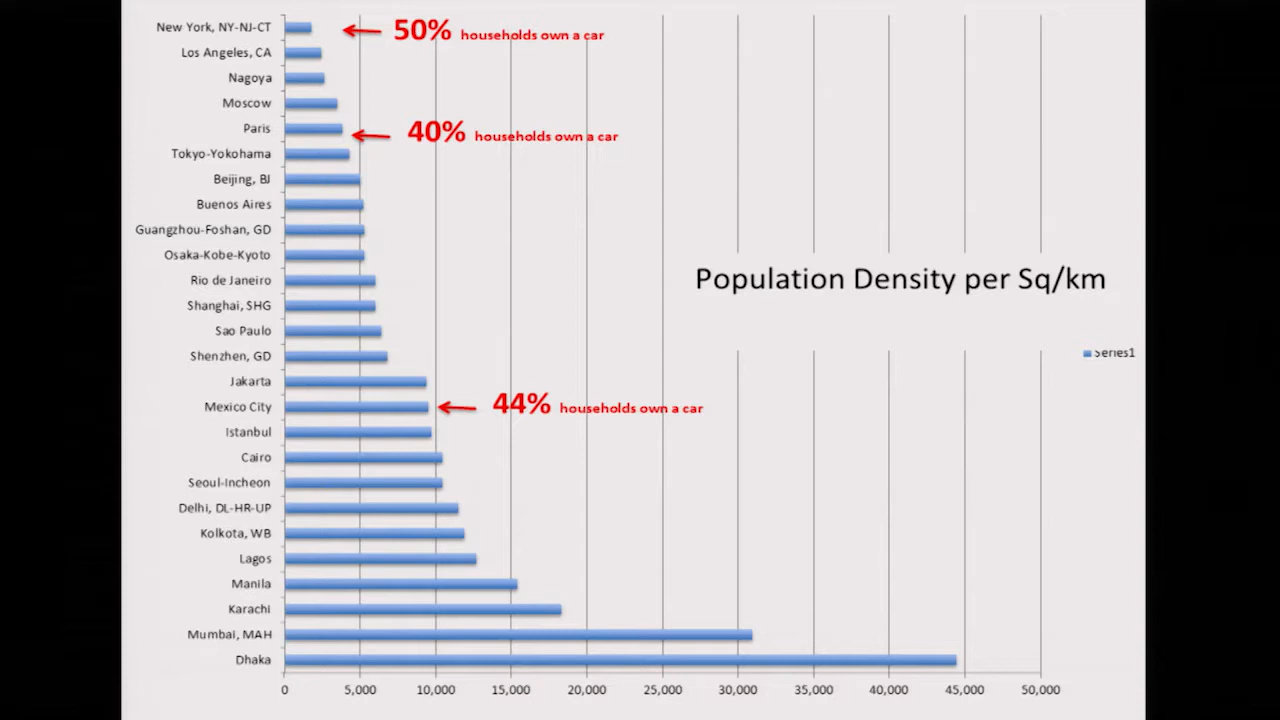 New York, NY-NJ-CT
50% households own a car
Los Angeles, CA
Nagoya
Moscow
Paris
40% households own a car
Tokyo-Yokohama
Beijing, BJ
Buenos Aires
Guangzhou-Foshan, GD
Osaka-Kobe-Kyoto
Rio de Janeiro
Population Density per Sq/km
Shanghai, SHG
Sao Paulo
Shenzhen, GD
Series1
Jakarta
Mexico City
44% households own a car
Istanbul
Cairo
Seoul-Incheon
Delhi, DL-HR-UP
Kolkota, WB
Lagos
Manila
Karachi
Mumbai, MAH
Dhaka
0 5,000 10,000 15,000 20,000 25,000 30,000 35,000 40,000 45,000 50,000